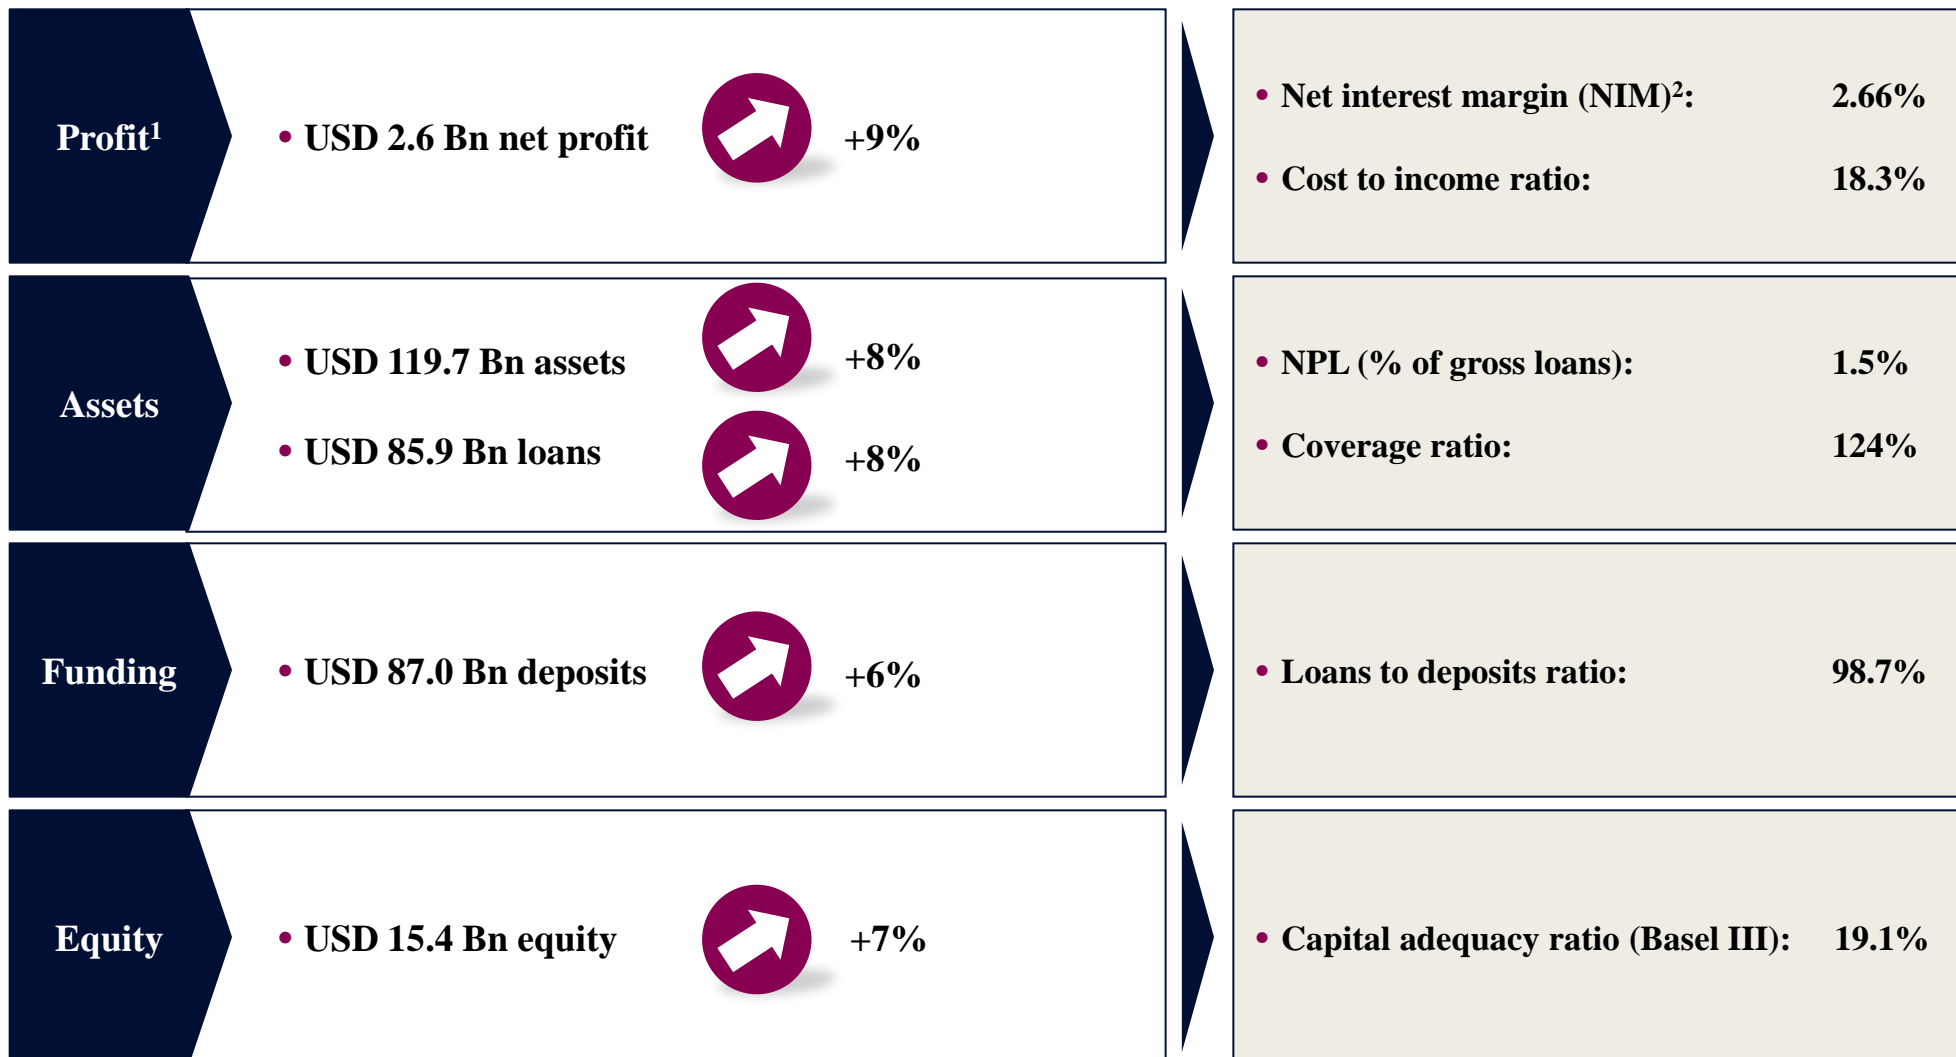 Profit¹
• USD 2.6 Bn net profit +9%
• Net interest margin (NIM)²: 2.66%
• Cost to income ratio: 18.3%
Assets
• USD 119.7 Bn assets +8%
• USD 85.9 Bn loans +8%
• NPL (% of gross loans): 1.5%
• Coverage ratio: 124%
Funding
• USD 87.0 Bn deposits +6%
• Loans to deposits ratio: 98.7%
Equity
• USD 15.4 Bn equity +7%
• Capital adequacy ratio (Basel III): 19.1%